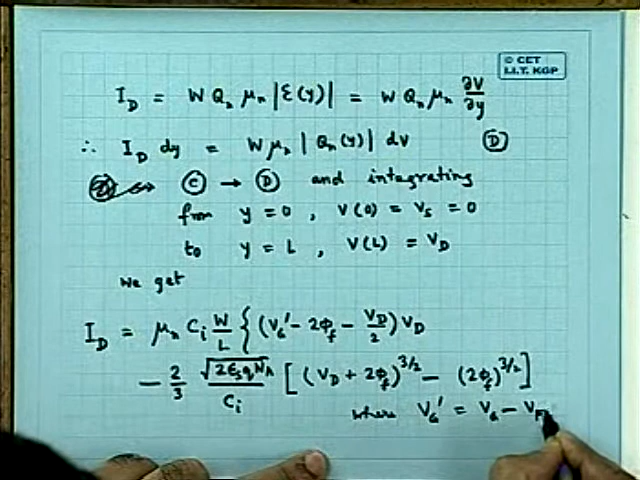 © CET
I.I.T. KGP
I_D = W Q_n μ_n |ε(y)| = W Q_n μ_n ∂V/∂y
∴ I_D dy = W μ_n |Q_n(y)| dV (D)
(C) → (D) and integrating
from y = 0 , V(0) = V_S = 0
to y = L , V(L) = V_D
We get
I_D = μ_n C_i W/L { (V_G' - 2φ_f - V_D/2) V_D
- 2/3 √(2ε_s q N_A)/C_i [ (V_D + 2φ_f)^{3/2} - (2φ_f)^{3/2} ]
where V_G' = V_G - V_F